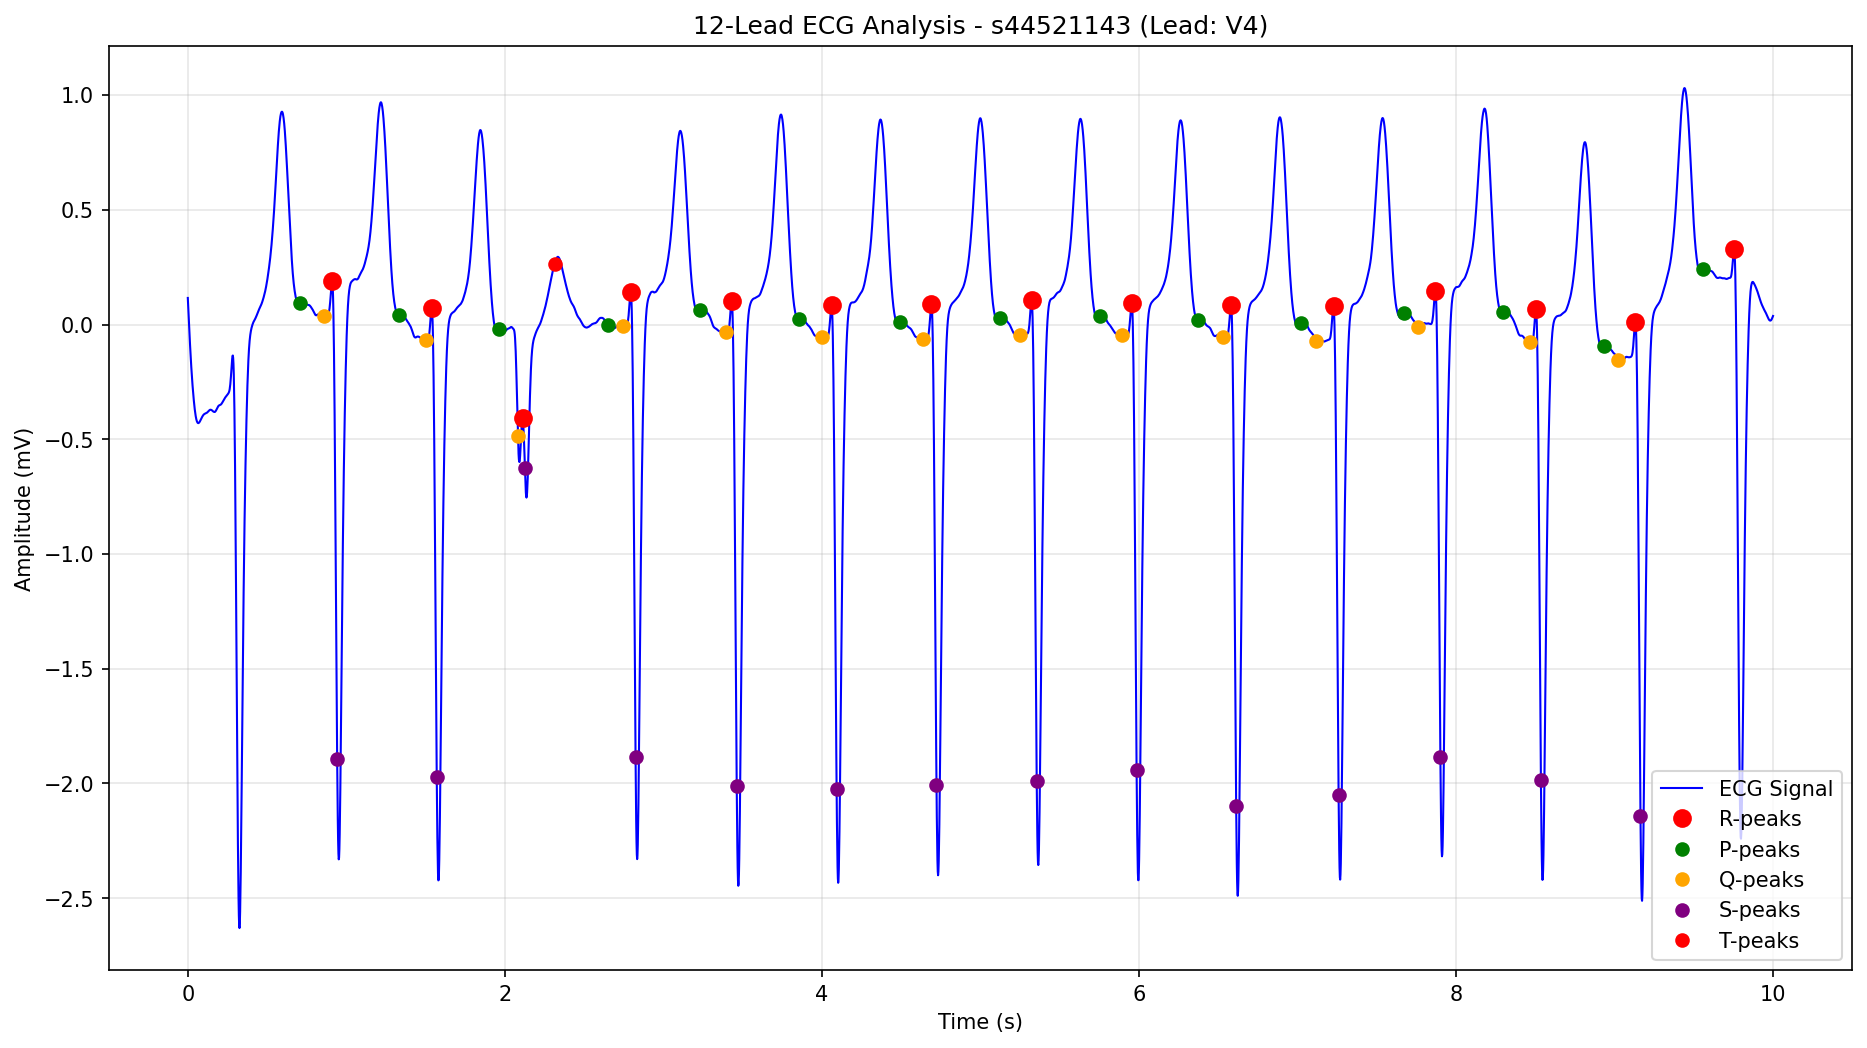 12-Lead ECG Analysis - s44521143 (Lead: V4)
Amplitude (mV)
1.0
0.5
0.0
−0.5
−1.0
−1.5
−2.0
−2.5
0 2 4 6 8 10
Time (s)
ECG Signal
R-peaks
P-peaks
Q-peaks
S-peaks
T-peaks